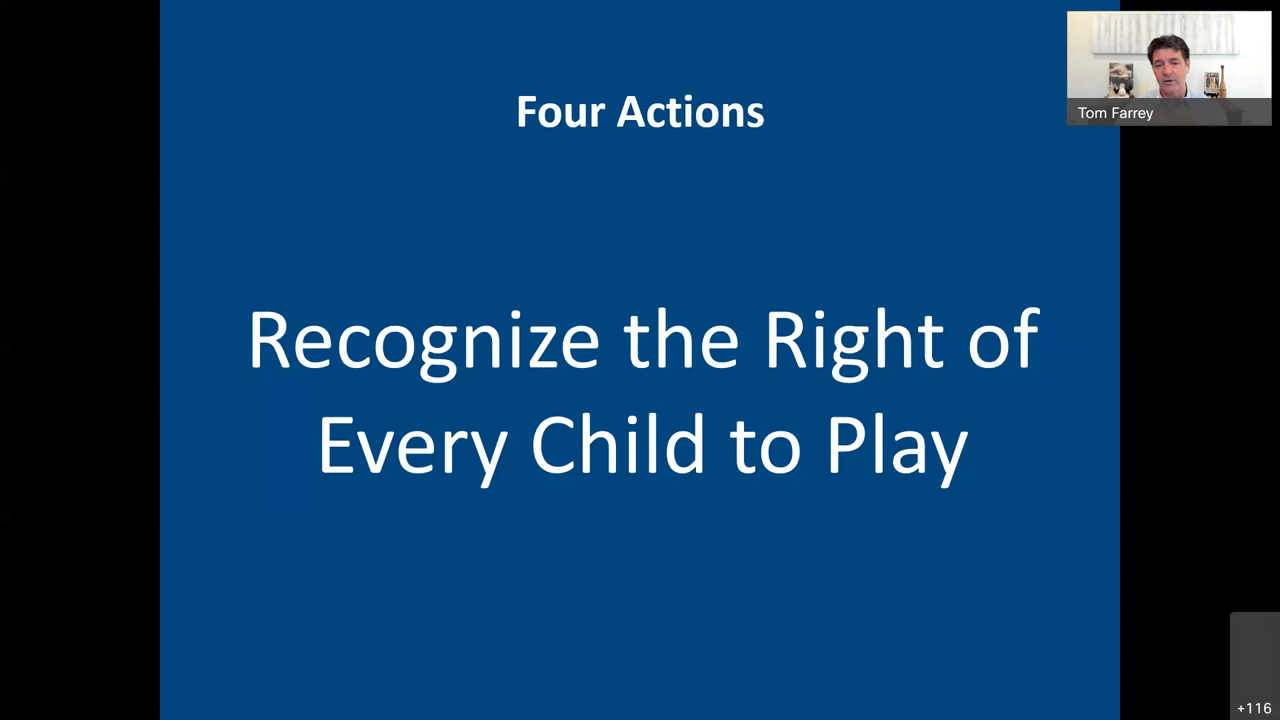 Four Actions
Tom Farrey
Recognize the Right of
Every Child to Play
+116